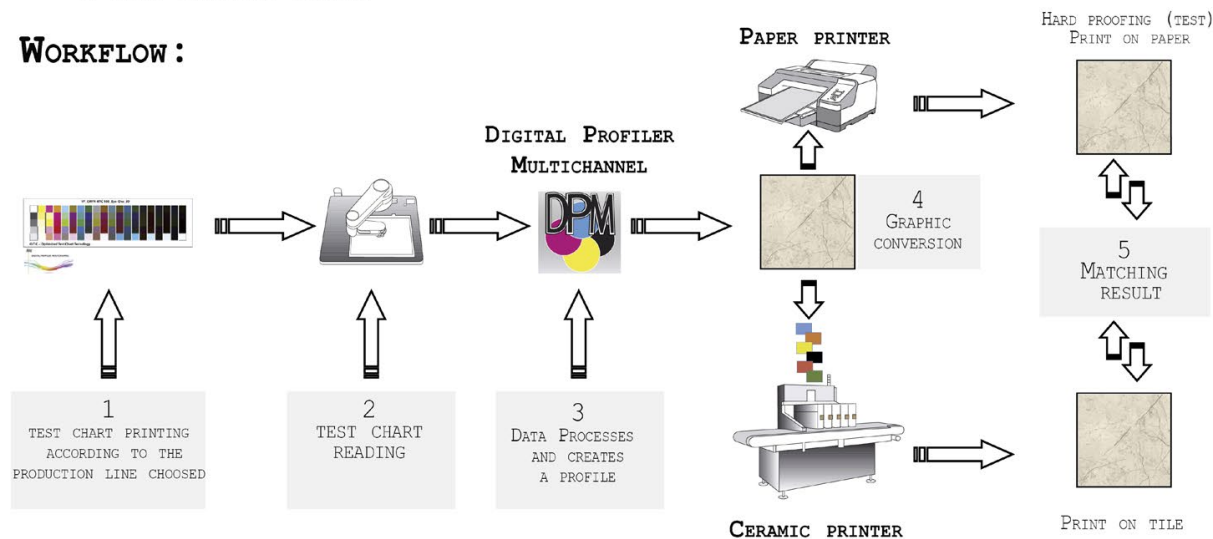 WORKFLOW:
PAPER PRINTER
HARD PROOFING (TEST)
PRINT ON PAPER
DIGITAL PROFILER
MULTICHANNEL
DPM
4
GRAPHIC
CONVERSION
5
MATCHING
RESULT
1
TEST CHART PRINTING
ACCORDING TO THE
PRODUCTION LINE CHOOSED
2
TEST CHART
READING
3
DATA PROCESSES
AND CREATES
A PROFILE
CERAMIC PRINTER
PRINT ON TILE